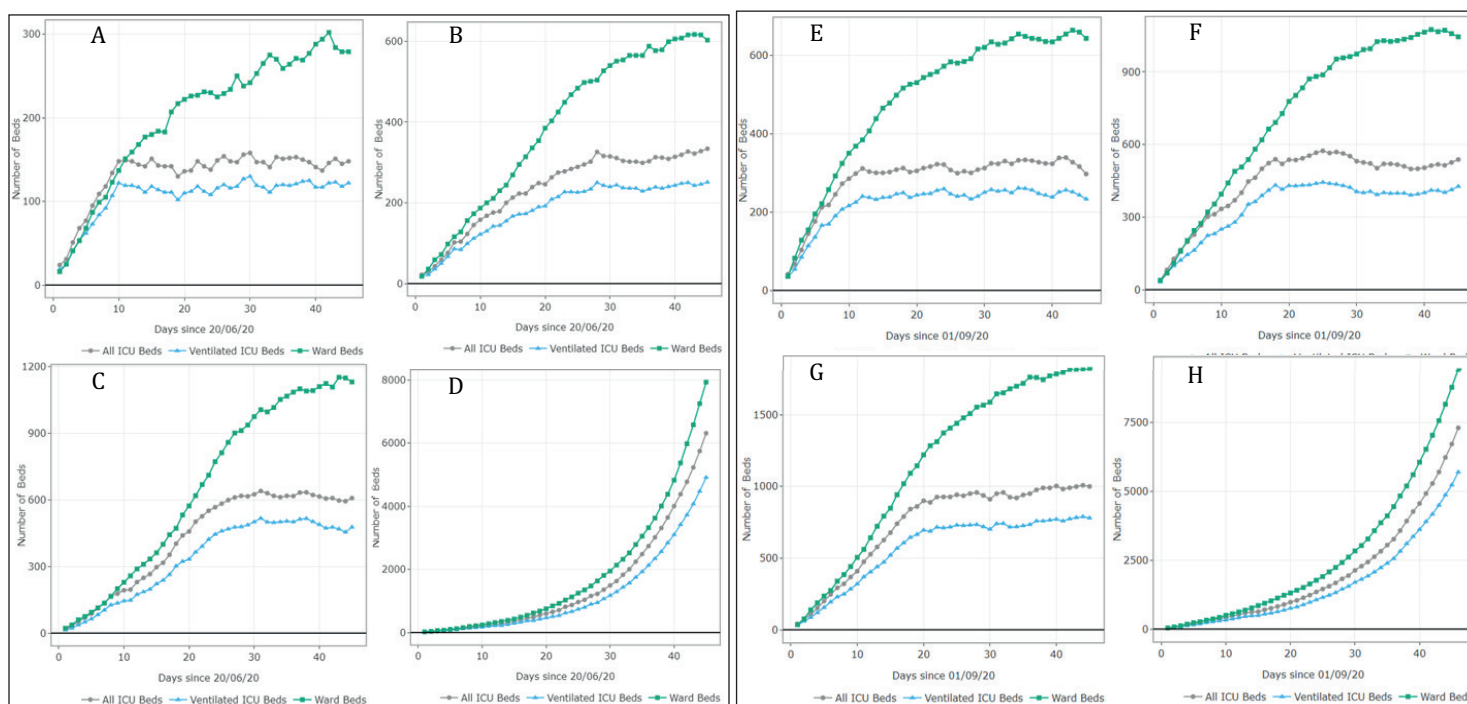 A
Number of Beds
300
200
100
0
0 10 20 30 40
Days since 20/06/20
All ICU Beds Ventilated ICU Beds Ward Beds
B
Number of Beds
600
400
200
0
0 10 20 30 40
Days since 20/06/20
All ICU Beds Ventilated ICU Beds Ward Beds
C
Number of Beds
1200
900
600
300
0
0 10 20 30 40
Days since 20/06/20
All ICU Beds Ventilated ICU Beds Ward Beds
D
Number of Beds
8000
6000
4000
2000
0
0 10 20 30 40
Days since 20/06/20
All ICU Beds Ventilated ICU Beds Ward Beds
E
Number of Beds
600
400
200
0
0 10 20 30 40
Days since 01/09/20
F
Number of Beds
900
600
300
0
0 10 20 30 40
Days since 01/09/20
G
Number of Beds
1500
1000
500
0
0 10 20 30 40
Days since 01/09/20
All ICU Beds Ventilated ICU Beds Ward Beds
H
Number of Beds
7500
5000
2500
0
0 10 20 30 40
Days since 01/09/20
All ICU Beds Ventilated ICU Beds Ward Beds